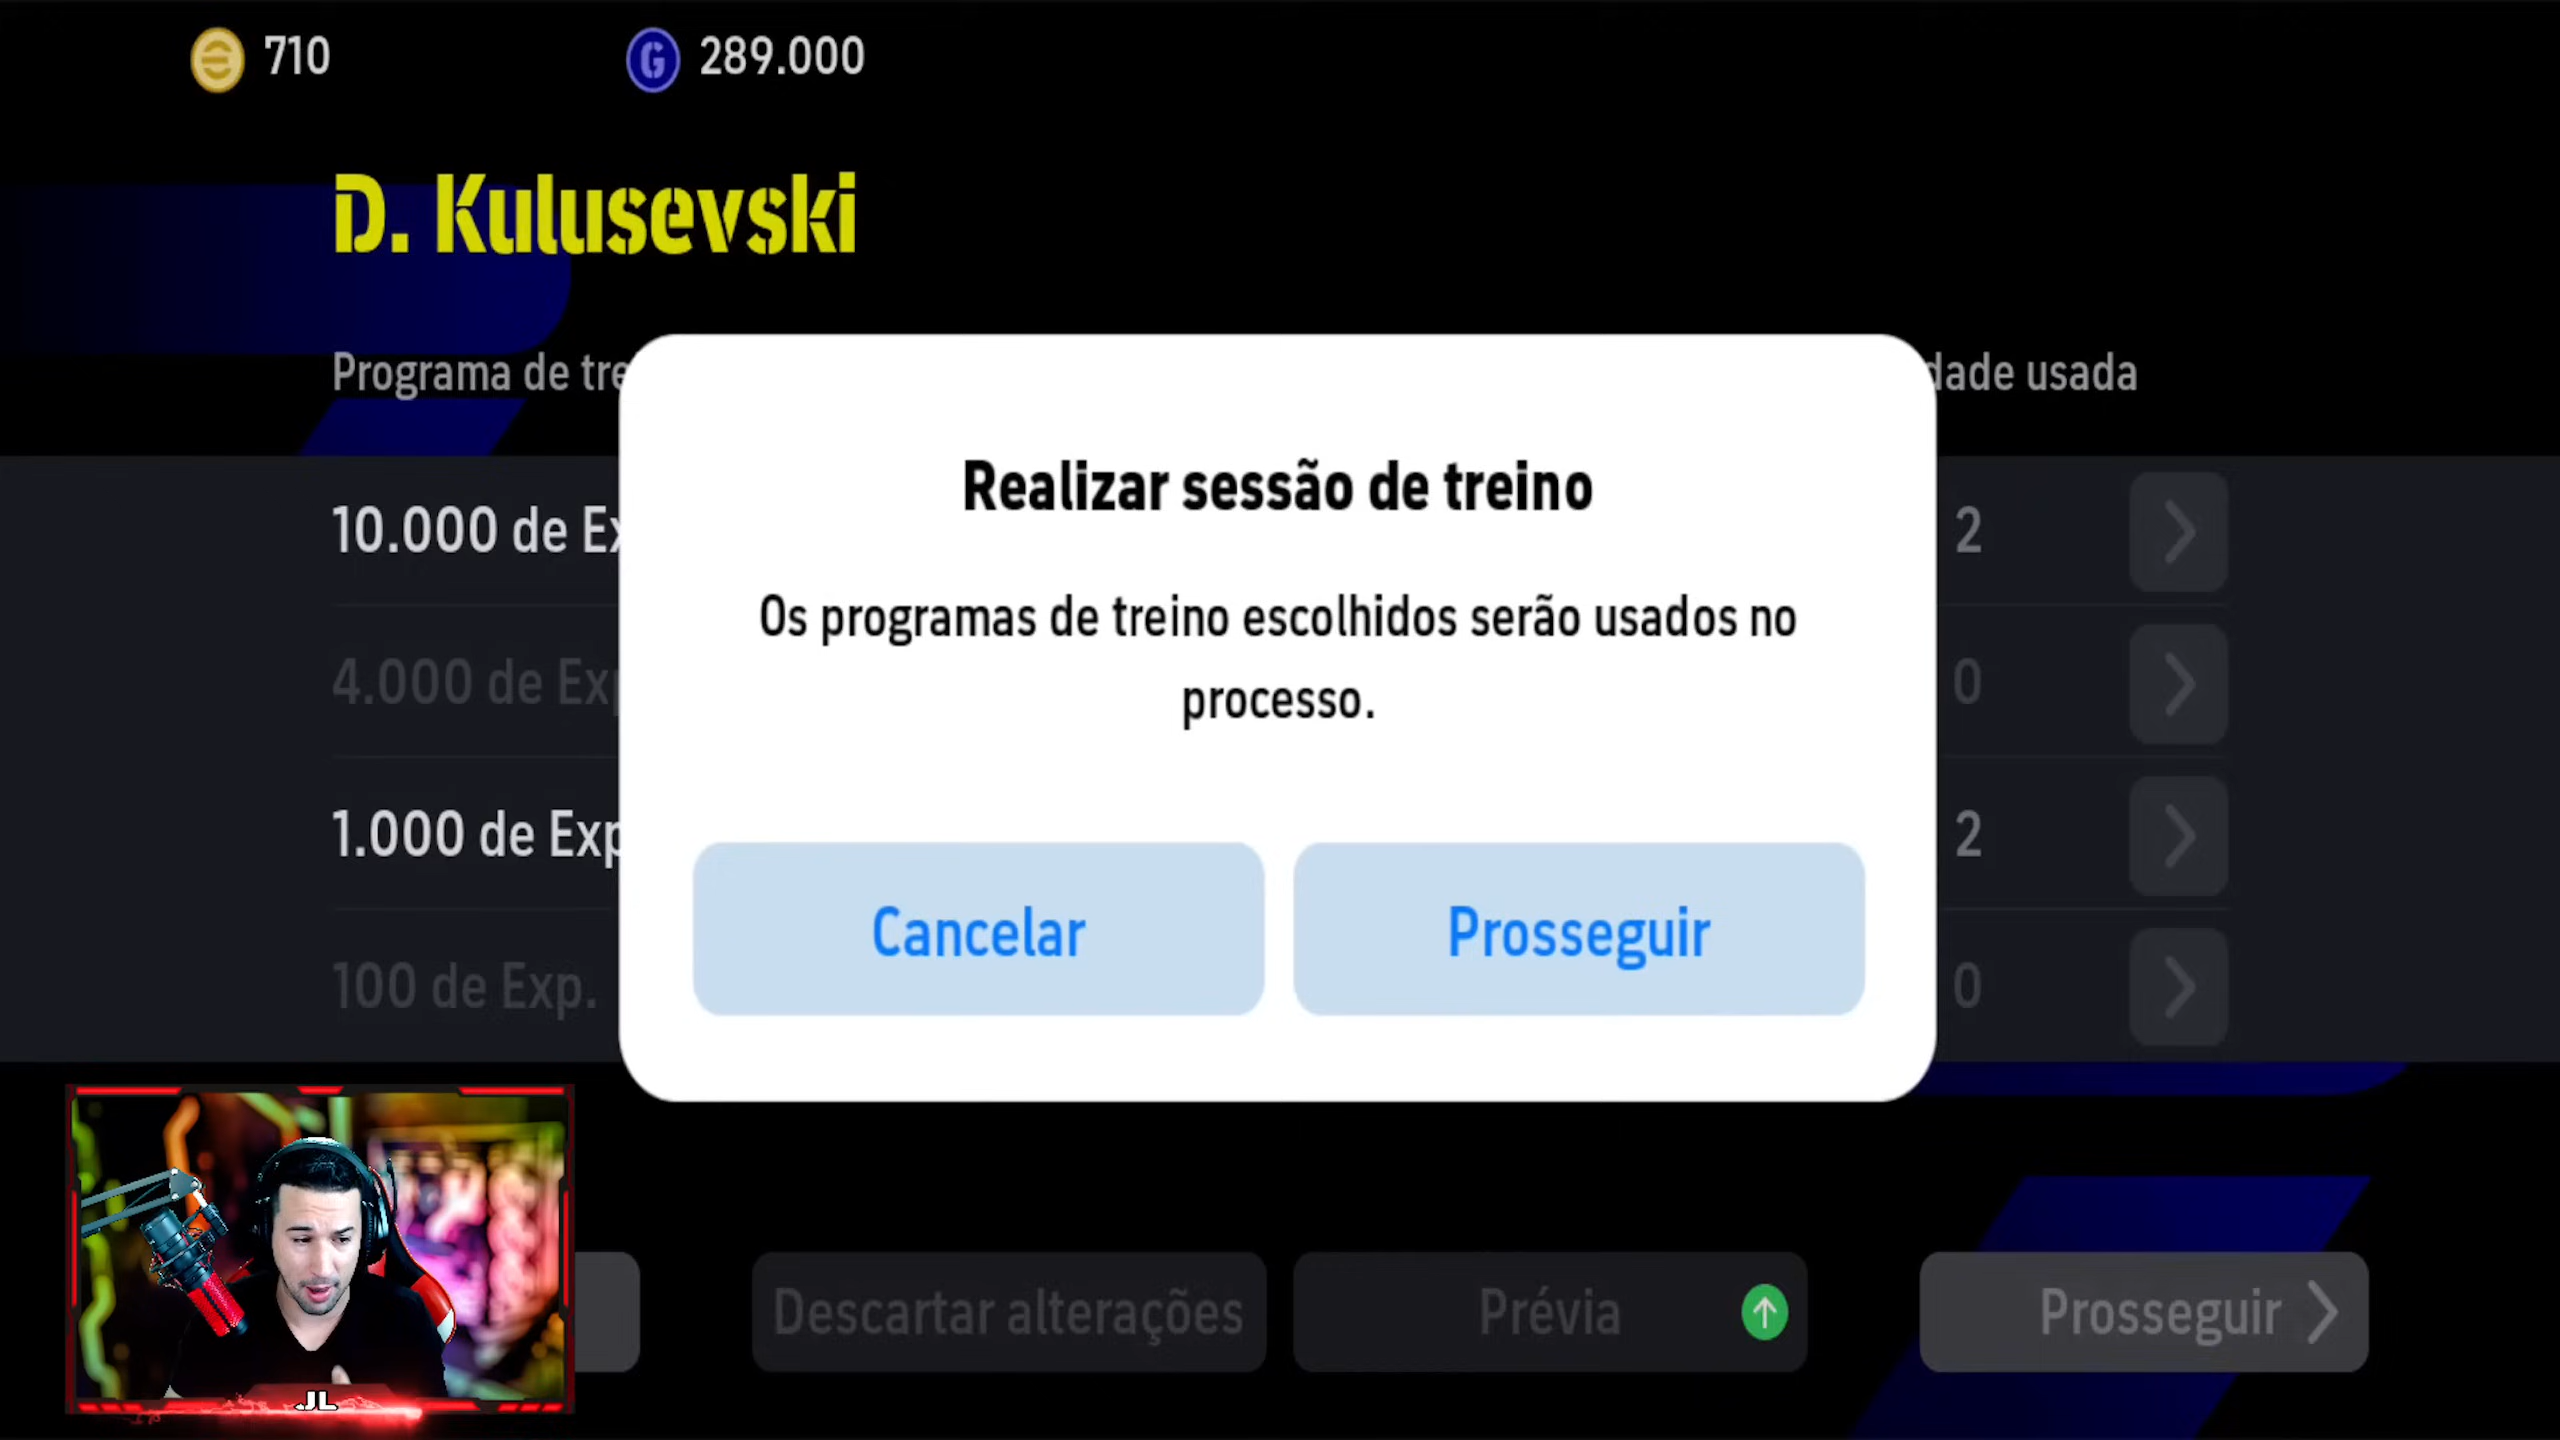 710
289.000
D. Kulusevski
Programa de tre
dade usada
Realizar sessão de treino
Os programas de treino escolhidos serão usados no
processo.
10.000 de Ex
2
4.000 de Exp
0
1.000 de Exp
2
100 de Exp.
0
Cancelar
Prosseguir
Descartar alterações
Prévia
Prosseguir
JL